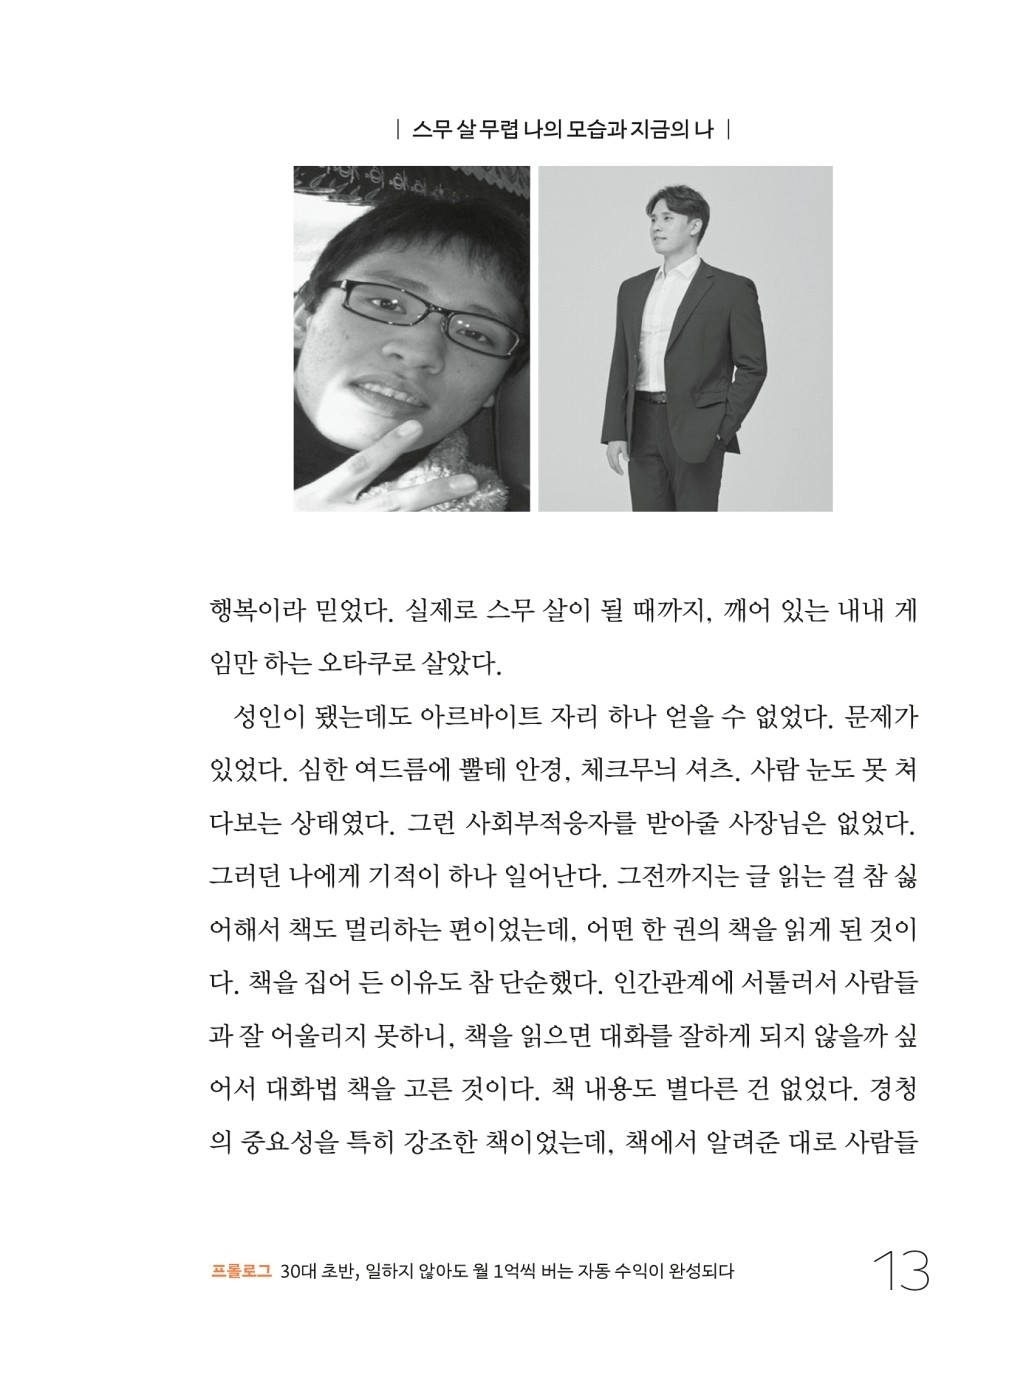 | 스무 살 무렵 나의 모습과 지금의 나 |
행복이라 믿었다. 실제로 스무 살이 될 때까지, 깨어 있는 내내 게
임만 하는 오타쿠로 살았다.
성인이 됐는데도 아르바이트 자리 하나 얻을 수 없었다. 문제가
있었다. 심한 여드름에 뿔테 안경, 체크무늬 셔츠. 사람 눈도 못 쳐
다보는 상태였다. 그런 사회부적응자를 받아줄 사장님은 없었다.
그러던 나에게 기적이 하나 일어난다. 그전까지는 글 읽는 걸 참 싫
어해서 책도 멀리하는 편이었는데, 어떤 한 권의 책을 읽게 된 것이
다. 책을 집어 든 이유도 참 단순했다. 인간관계에 서툴러서 사람들
과 잘 어울리지 못하니, 책을 읽으면 대화를 잘하게 되지 않을까 싶
어서 대화법 책을 고른 것이다. 책 내용도 별다른 건 없었다. 경청
의 중요성을 특히 강조한 책이었는데, 책에서 알려준 대로 사람들
프롤로그 30대 초반, 일하지 않아도 월 1억씩 버는 자동 수익이 완성되다
13